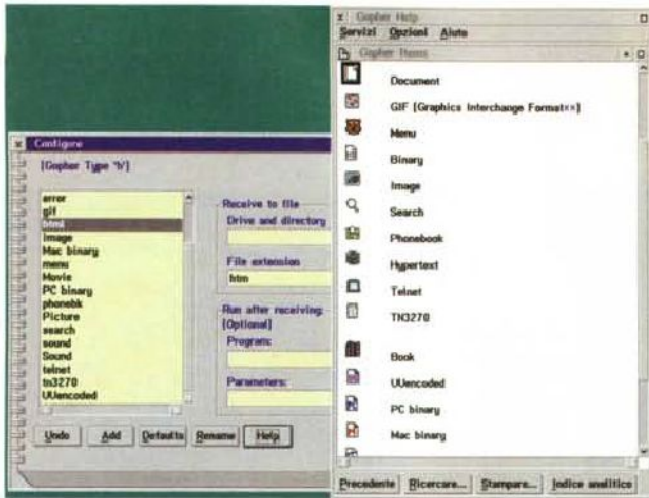 Configure
(Gopher Type "h")
error
gif
html
image
Mac binary
menu
Movie
PC binary
phonebk
Picture
search
sound
Sound
telnet
tn3270
UUencoded
Receive to file
Drive and directory
File extension
htm
Run after receiving:
(Optional)
Program:
Parameters:
Undo
Add
Defaults
Rename
Help
Gopher Help
Servizi Opzioni Aiuto
Gopher Items
Document
GIF (Graphics Interchange Format**)
Menu
Binary
Image
Search
Phonebook
Hypertext
Telnet
TN3270
Book
UUencoded
PC binary
Mac binary
Precedente
Ricercare...
Stampare...
Indice analitico